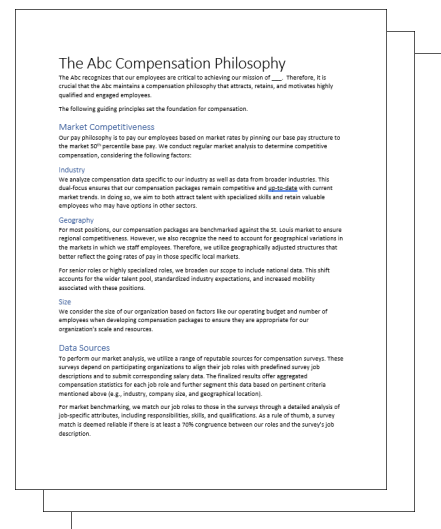 The Abc Compensation Philosophy
The Abc recognizes that our employees are critical to achieving our mission of ___. Therefore, it is
crucial that the Abc maintains a compensation philosophy that attracts, retains, and motivates highly
qualified and engaged employees.
The following guiding principles set the foundation for compensation.
Market Competitiveness
Our pay philosophy is to pay our employees based on market rates by pinning our base pay structure to
the market 50th percentile base pay. We conduct regular market analysis to determine competitive
compensation, considering the following factors:
Industry
We analyze compensation data specific to our industry as well as data from broader industries. This
dual-focus ensures that our compensation packages remain competitive and up-to-date with current
market trends. In doing so, we aim to both attract talent with specialized skills and retain valuable
employees who may have options in other sectors.
Geography
For most positions, our compensation packages are benchmarked against the St. Louis market to ensure
regional competitiveness. However, we also recognize the need to account for geographical variations in
the markets in which we staff employees. Therefore, we utilize geographically adjusted structures that
better reflect the going rates of pay in those specific local markets.
For senior roles or highly specialized roles, we broaden our scope to include national data. This shift
accounts for the wider talent pool, standardized industry expectations, and increased mobility
associated with these positions.
Size
We consider the size of our organization based on factors like our operating budget and number of
employees when developing compensation packages to ensure they are appropriate for our
organization's scale and resources.
Data Sources
To perform our market analysis, we utilize a range of reputable sources for compensation surveys. These
surveys depend on participating organizations to align their job roles with predefined survey job
descriptions and to submit corresponding salary data. The finalized results offer aggregated
compensation statistics for each job role and further segment this data based on pertinent criteria
mentioned above (e.g., industry, company size, and geographical location).
For market benchmarking, we match our job roles to those in the surveys through a detailed analysis of
job-specific attributes, including responsibilities, skills, and qualifications. As a rule of thumb, a survey
match is deemed reliable if there is at least a 70% congruence between our roles and the survey's job
description.